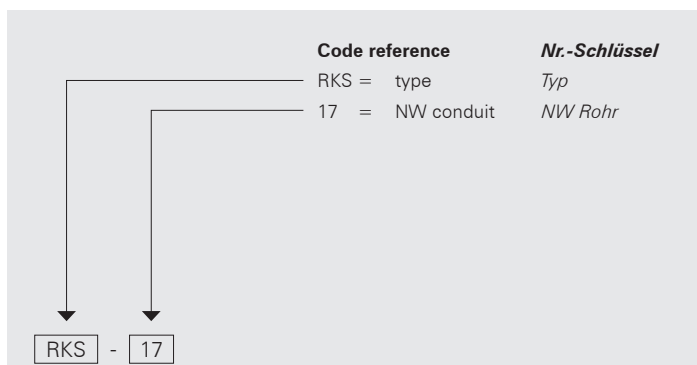 Code reference Nr.-Schlüssel
RKS = type Typ
17 = NW conduit NW Rohr
RKS - 17